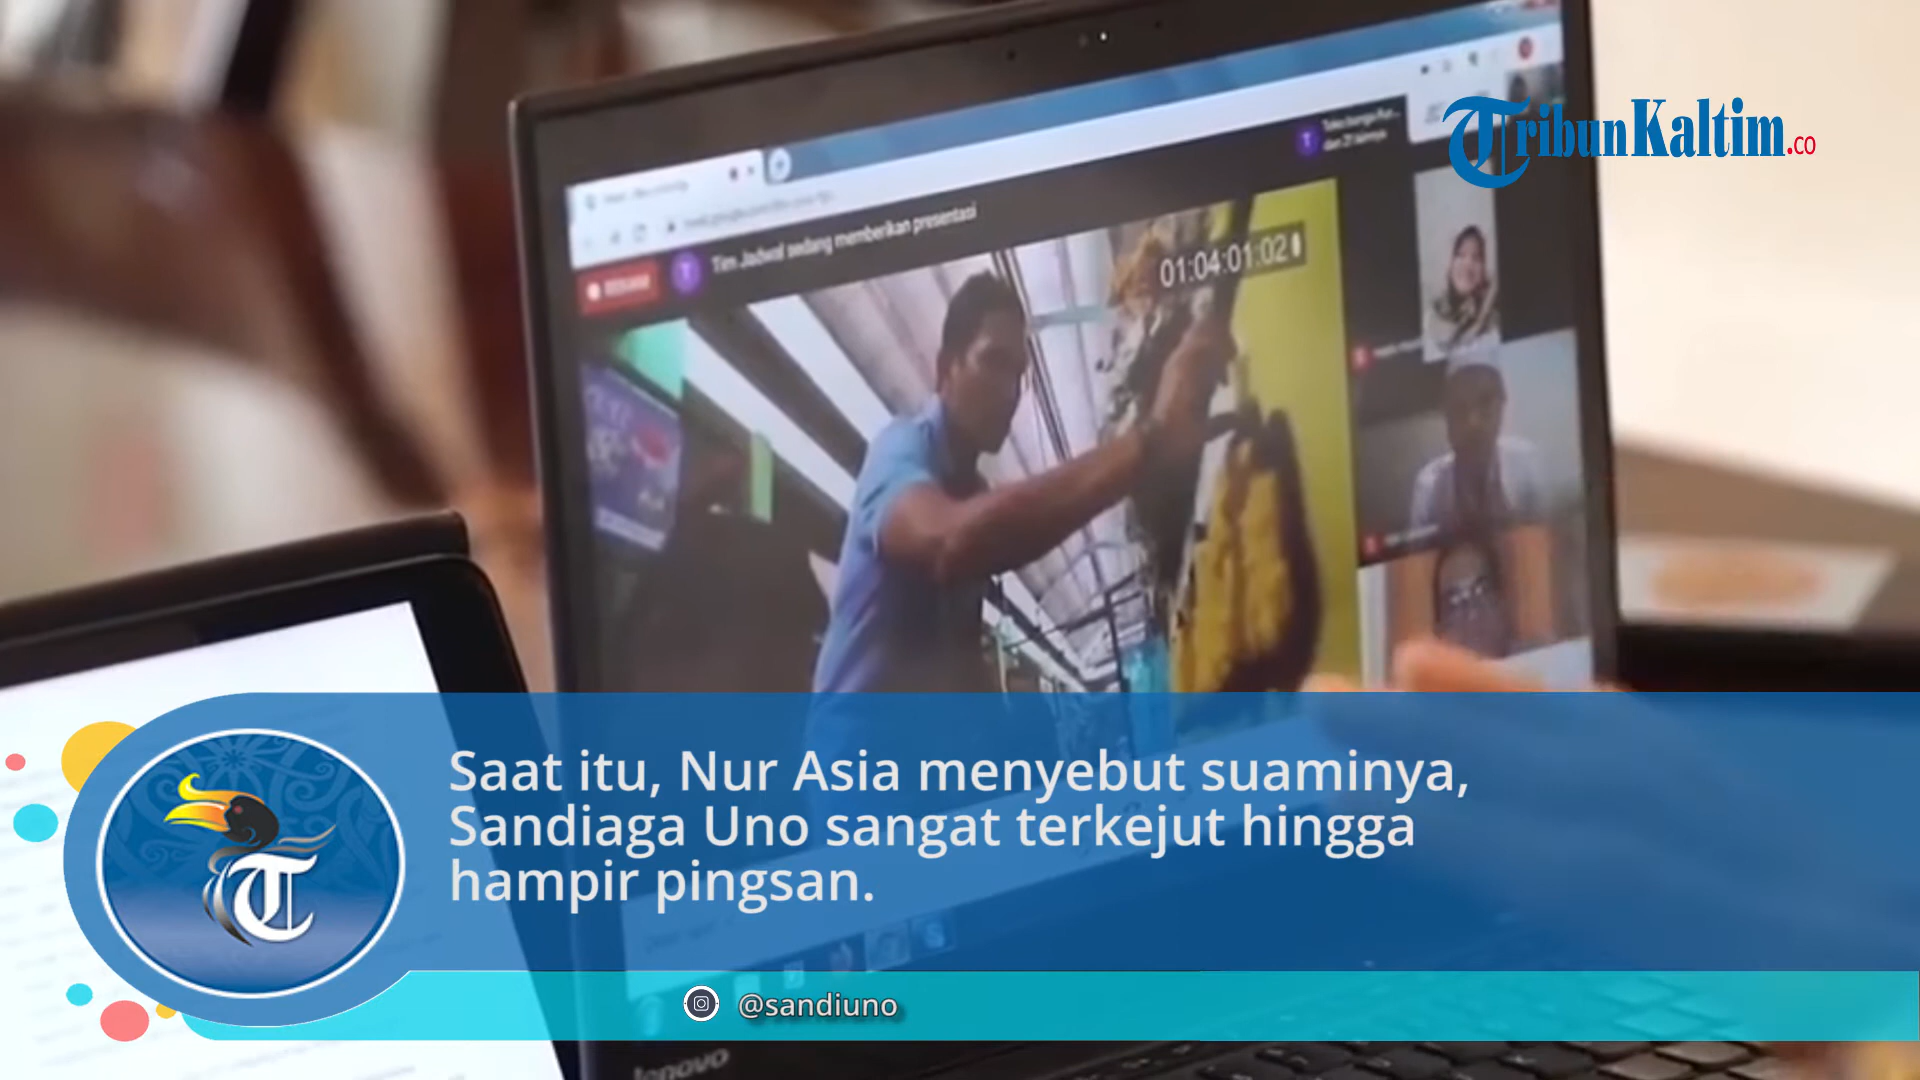 TribunKaltim.co
Tim Jadwal sedang memberikan presentasi
01:04:01:02
Saat itu, Nur Asia menyebut suaminya,
Sandiaga Uno sangat terkejut hingga
hampir pingsan.
T
@sandiuno
lenovo